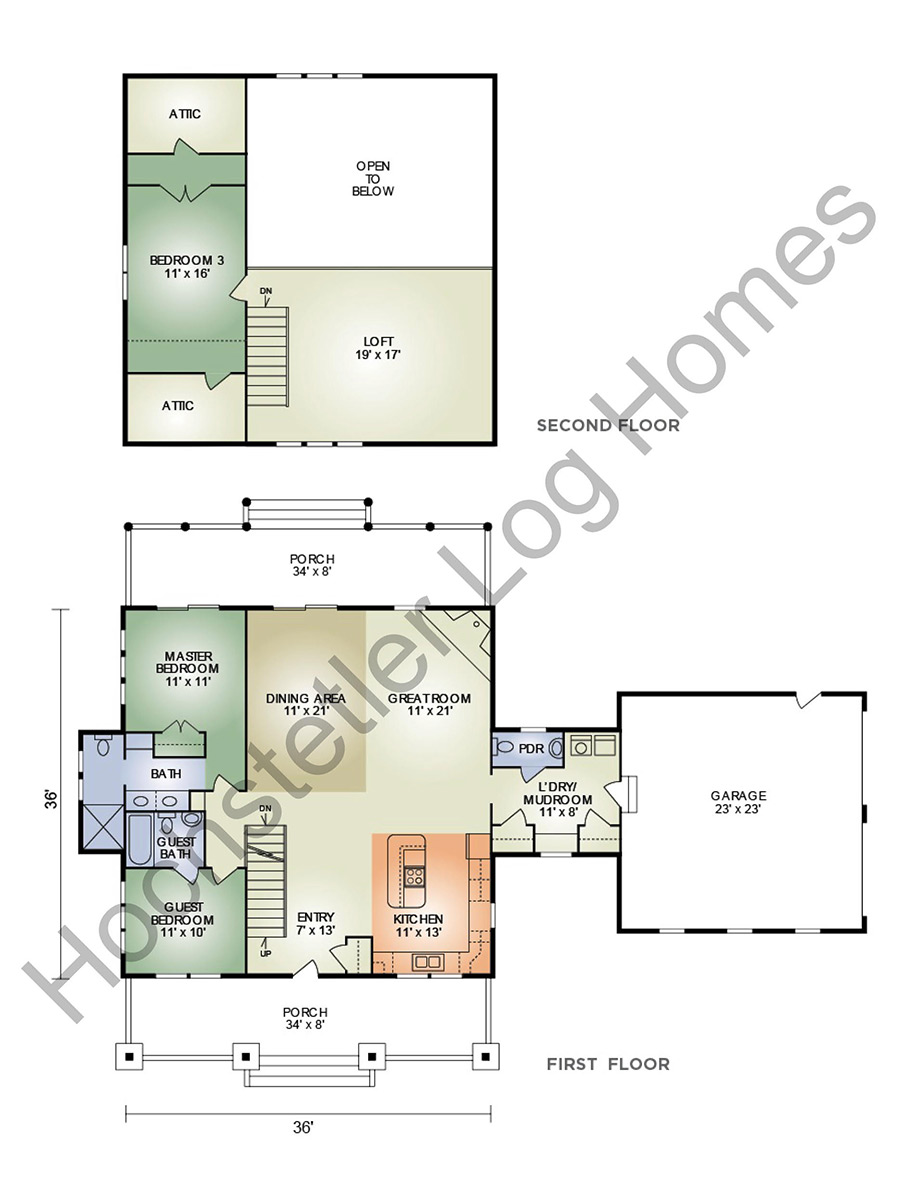 ATTIC
OPEN
TO
BELOW
BEDROOM 3
11' x 16'
DN
LOFT
19' x 17'
ATTIC
SECOND FLOOR
PORCH
34' x 8'
MASTER
BEDROOM
11' x 11'
DINING AREA
11' x 21'
GREAT ROOM
11' x 21'
PDR
BATH
L'DRY/
MUDROOM
11' x 8'
GARAGE
23' x 23'
36'
DN
GUEST
BATH
GUEST
BEDROOM
11' x 10'
ENTRY
7' x 13'
KITCHEN
11' x 13'
UP
PORCH
34' x 8'
FIRST FLOOR
36'
Hochstetler Log Homes